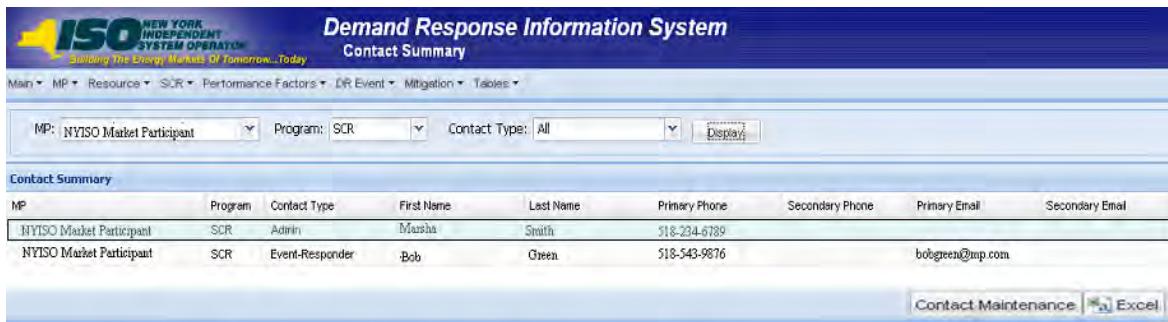 ISO NEW YORK INDEPENDENT SYSTEM OPERATOR
Building The Energy Markets Of Tomorrow...Today
Demand Response Information System
Contact Summary
Main MP Resource SCR Performance Factors DR Event Mitigation Tables
MP: NYISO Market Participant Program: SCR Contact Type: All Display
Contact Summary
MP Program Contact Type First Name Last Name Primary Phone Secondary Phone Primary Email Secondary Email
NYISO Market Participant SCR Admin Marsha Smith 518-234-6789
NYISO Market Participant SCR Event-Responder Bob Green 518-543-9876 bobgreen@mp.com
Contact Maintenance Excel